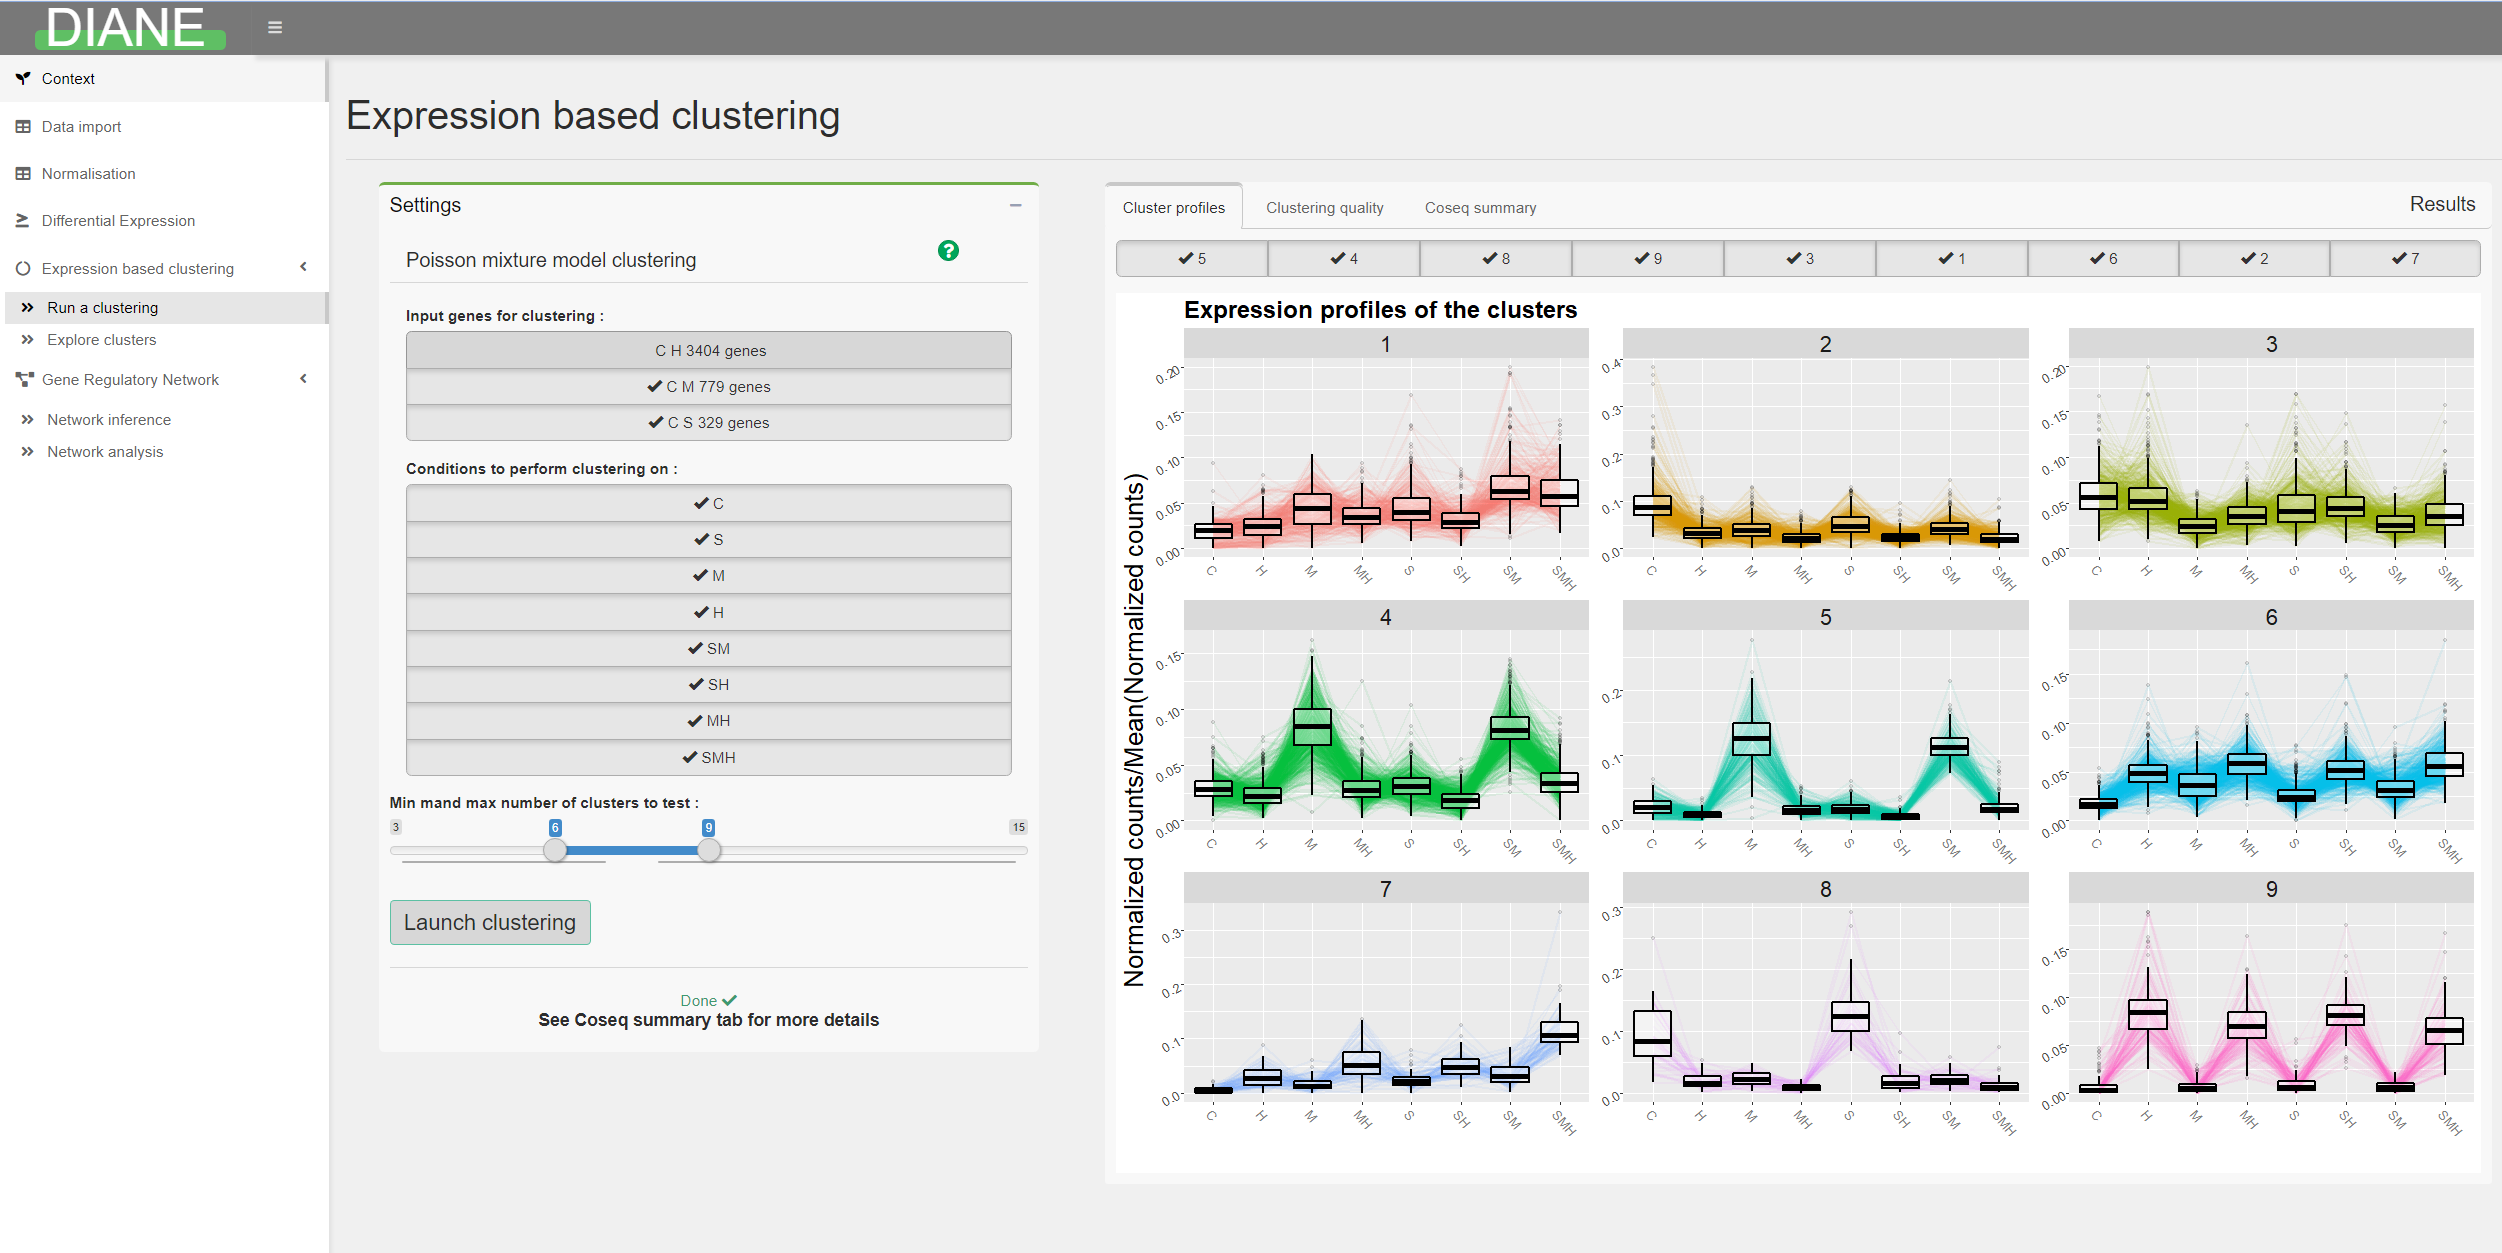 DIANE
Context
Data import
Normalisation
Differential Expression
Expression based clustering
Run a clustering
Explore clusters
Gene Regulatory Network
Network inference
Network analysis
Expression based clustering
Settings
Poisson mixture model clustering
Input genes for clustering :
C H 3404 genes
C M 779 genes
C S 329 genes
Conditions to perform clustering on :
C
S
M
H
SM
SH
MH
SMH
Min mand max number of clusters to test :
3 6 9 15
Launch clustering
Done
See Coseq summary tab for more details
Cluster profiles Clustering quality Coseq summary Results
5 4 8 9 3 1 6 2 7
Expression profiles of the clusters
Normalized counts/Mean(Normalized counts)
1
0.20
0.15
0.10
0.05
0.00
C H M MH S SH SM SMH
2
0.4
0.3
0.2
0.1
0.0
C H M MH S SH SM SMH
3
0.20
0.15
0.10
0.05
0.00
C H M MH S SH SM SMH
4
0.15
0.10
0.05
0.00
C H M MH S SH SM SMH
5
0.2
0.1
0.0
C H M MH S SH SM SMH
6
0.15
0.10
0.05
0.00
C H M MH S SH SM SMH
7
0.3
0.2
0.1
0.0
C H M MH S SH SM SMH
8
0.3
0.2
0.1
0.0
C H M MH S SH SM SMH
9
0.15
0.10
0.05
0.00
C H M MH S SH SM SMH